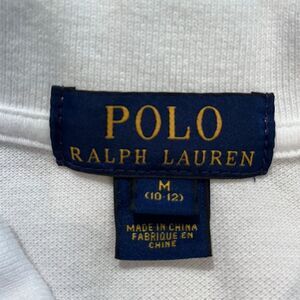 POLO
RALPH LAUREN
M
(10-12)
MADE IN CHINA
FABRIQUÉ EN
CHINE